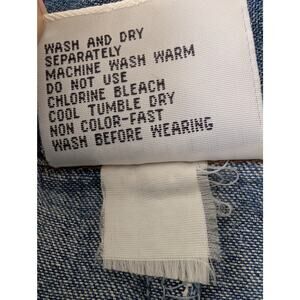 WASH AND DRY
SEPARATELY
MACHINE WASH WARM
DO NOT USE
CHLORINE BLEACH
COOL TUMBLE DRY
NON COLOR-FAST
WASH BEFORE WEARING